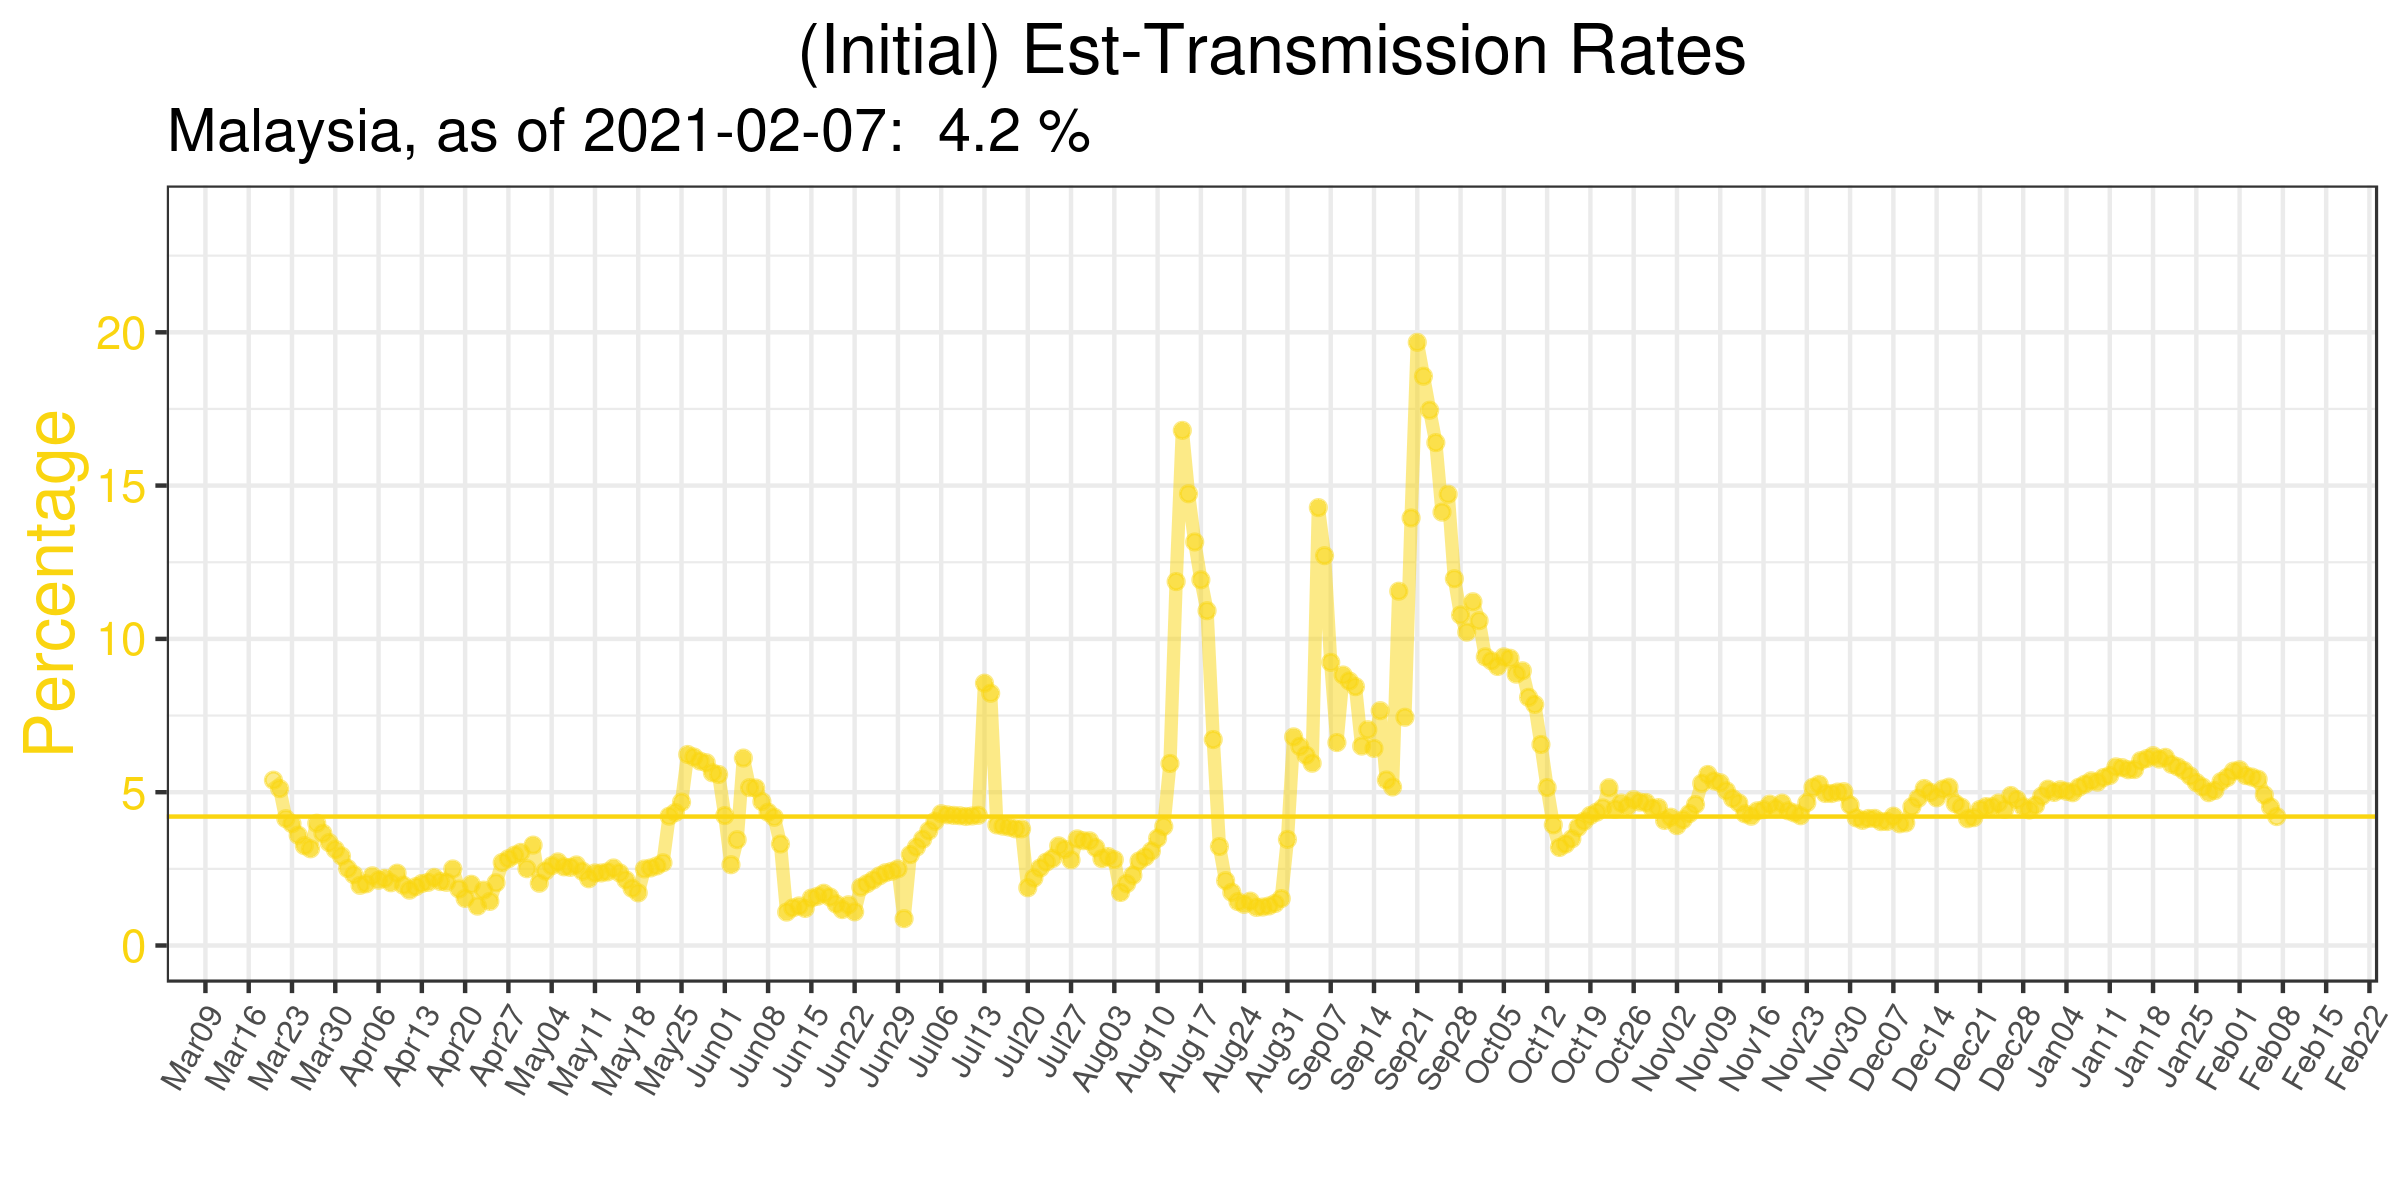 (Initial) Est-Transmission Rates
Malaysia, as of 2021-02-07:  4.2 %
Percentage
20
15
10
5
0
Mar09
Mar16
Mar23
Mar30
Apr06
Apr13
Apr20
Apr27
May04
May11
May18
May25
Jun01
Jun08
Jun15
Jun22
Jun29
Jul06
Jul13
Jul20
Jul27
Aug03
Aug10
Aug17
Aug24
Aug31
Sep07
Sep14
Sep21
Sep28
Oct05
Oct12
Oct19
Oct26
Nov02
Nov09
Nov16
Nov23
Nov30
Dec07
Dec14
Dec21
Dec28
Jan04
Jan11
Jan18
Jan25
Feb01
Feb08
Feb15
Feb22